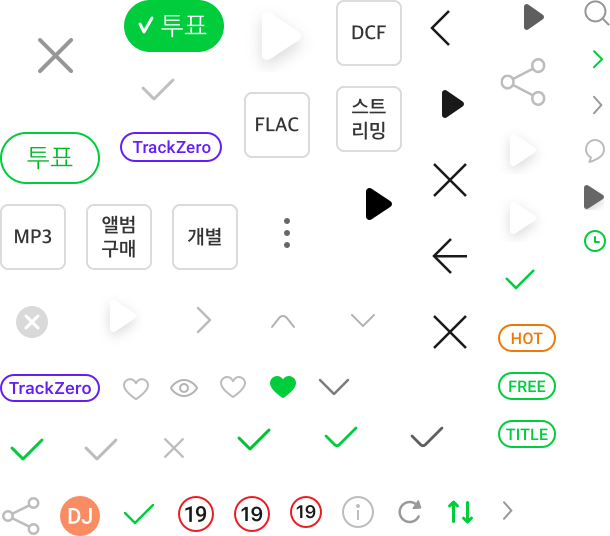 ✓ 투표
DCF
FLAC
스트
리밍
투표
TrackZero
MP3
앨범
구매
개별
HOT
TrackZero
FREE
TITLE
DJ
19
19
19